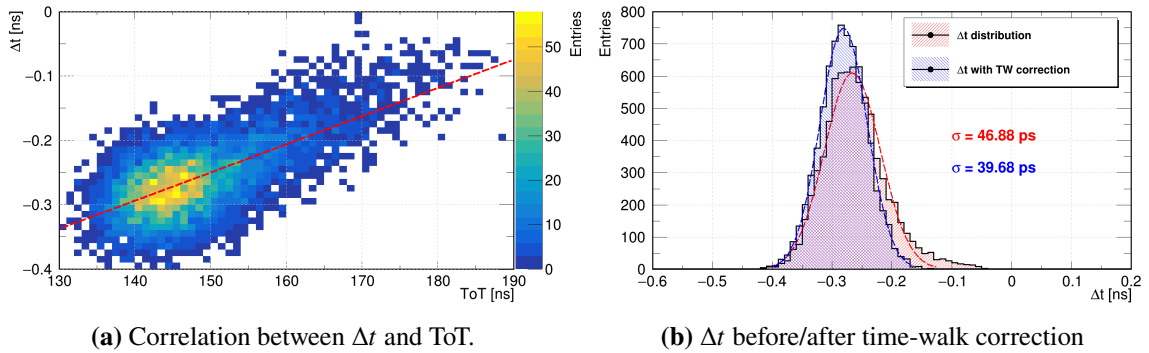 Δt [ns]
0
−0.1
−0.2
−0.3
−0.4
130 140 150 160 170 180 190
ToT [ns]
50
40
30
20
10
0
Entries
Entries
800
700
600
500
400
300
200
100
0
−0.6 −0.5 −0.4 −0.3 −0.2 −0.1 0 0.1 0.2
Δt [ns]
Δt distribution
Δt with TW correction
σ = 46.88 ps
σ = 39.68 ps
(a) Correlation between Δt and ToT.
(b) Δt before/after time-walk correction